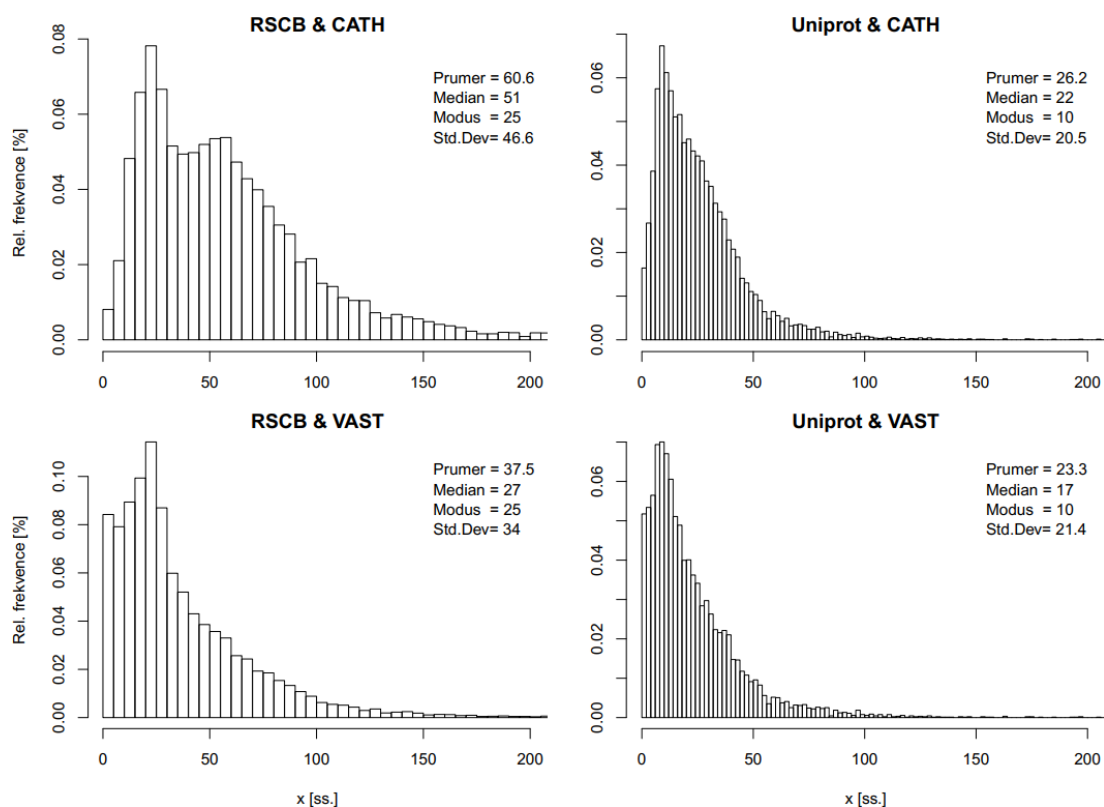 RSCB & CATH
Rel. frekvence [%]
0.00
0.02
0.04
0.06
0.08
Prumer = 60.6
Median = 51
Modus = 25
Std.Dev= 46.6
0
50
100
150
200
Uniprot & CATH
0.00
0.02
0.04
0.06
Prumer = 26.2
Median = 22
Modus = 10
Std.Dev= 20.5
0
50
100
150
200
RSCB & VAST
Rel. frekvence [%]
0.00
0.02
0.04
0.06
0.08
0.10
Prumer = 37.5
Median = 27
Modus = 25
Std.Dev= 34
0
50
100
150
200
x [ss.]
Uniprot & VAST
0.00
0.02
0.04
0.06
Prumer = 23.3
Median = 17
Modus = 10
Std.Dev= 21.4
0
50
100
150
200
x [ss.]